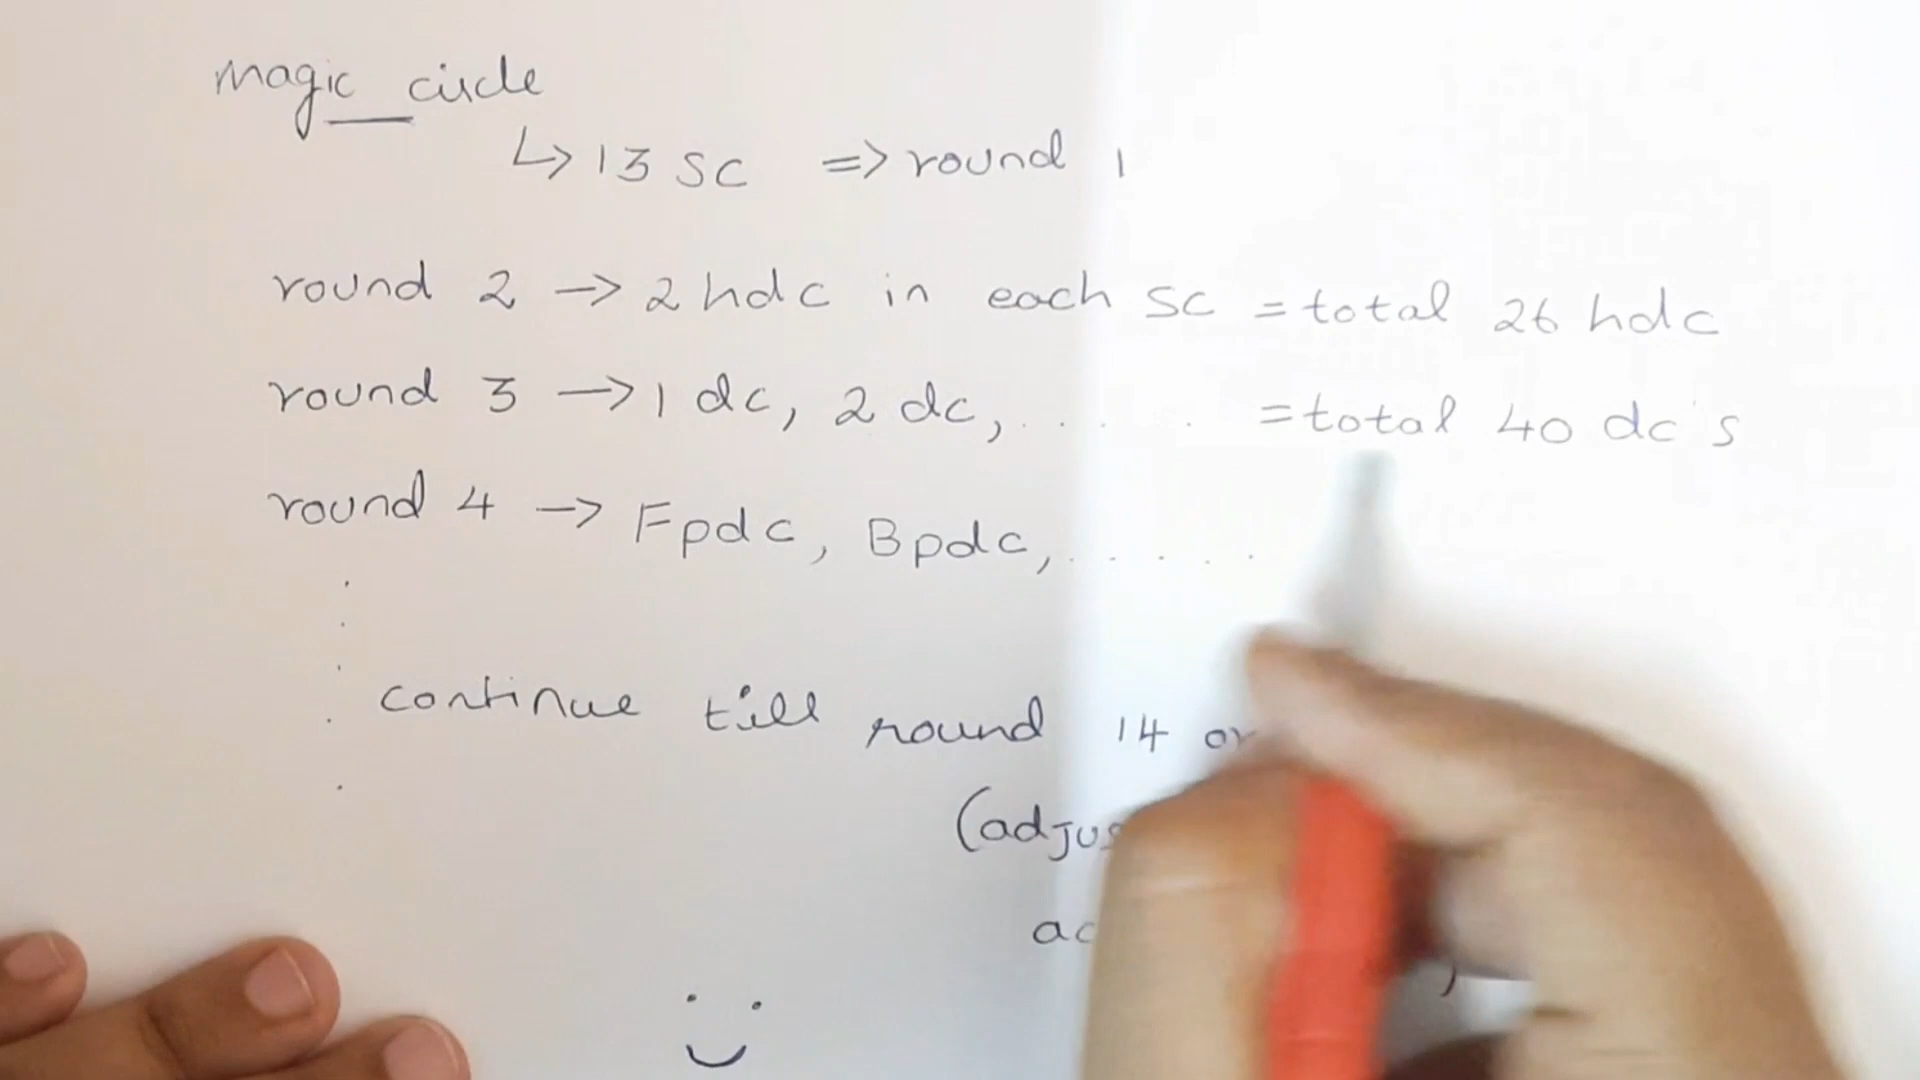 magic circle
↳ 13 sc => round 1
round 2 → 2 hdc in each sc = total 26 hdc
round 3 → 1 dc, 2 dc, ..... = total 40 dc's
round 4 → Fpdc, Bpdc, .....
continue till round 14 or